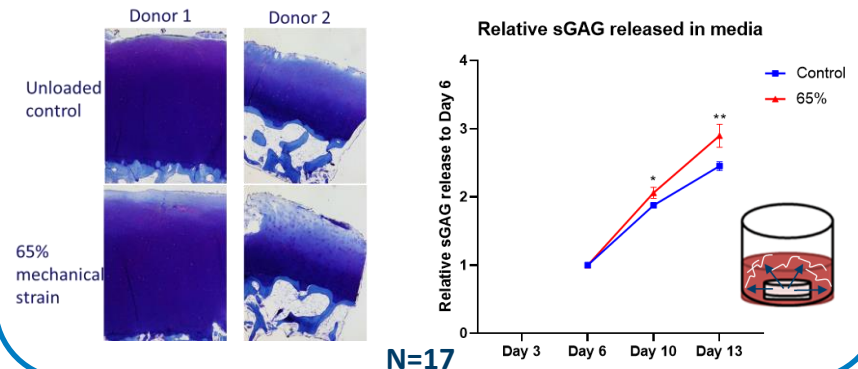 Donor 1
Donor 2
Unloaded
control
65%
mechanical
strain
Relative sGAG released in media
Relative sGAG release to Day 6
4
3
2
1
0
*
**
Day 3
Day 6
Day 10
Day 13
Control
65%
N=17